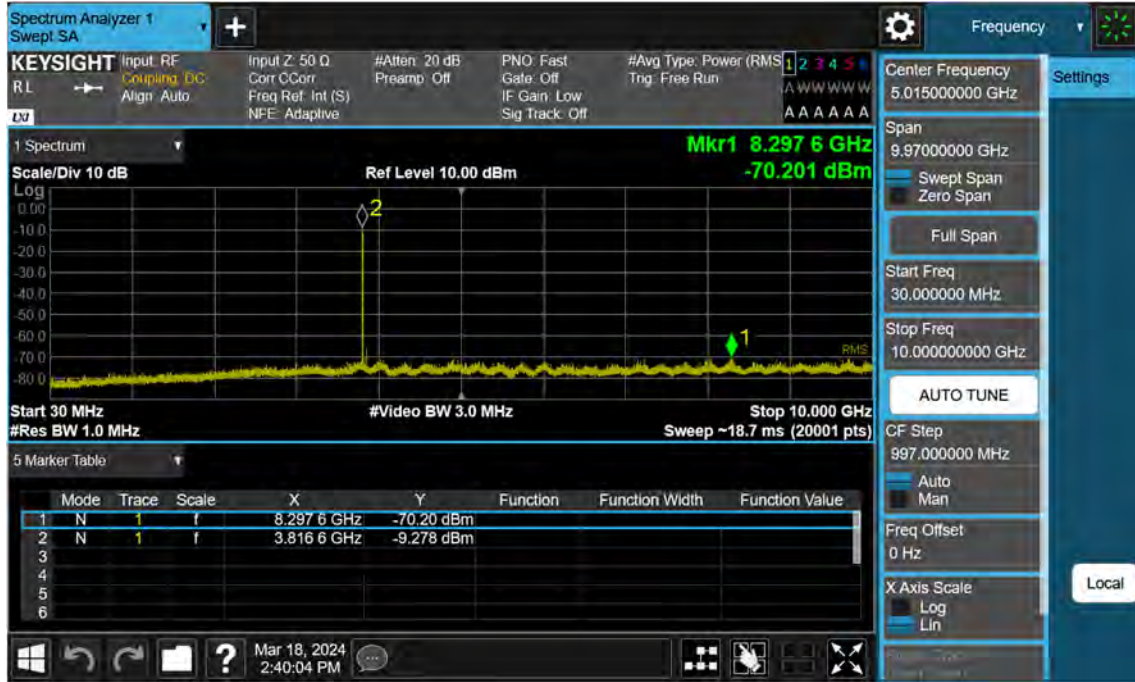 Spectrum Analyzer 1
Swept SA
Frequency
KEYSIGHT
RL
LXI
Input: RF
Coupling: DC
Align: Auto
Input Z: 50 Ω
Corr CCorr
Freq Ref: Int (S)
NFE: Adaptive
#Atten: 20 dB
Preamp: Off
PNO: Fast
Gate: Off
IF Gain: Low
Sig Track: Off
#Avg Type: Power (RMS
Trig: Free Run
1 2 3 4 5 6
A W W W W W
A A A A A A
1 Spectrum
Scale/Div 10 dB
Ref Level 10.00 dBm
Mkr1 8.297 6 GHz
-70.201 dBm
Log
0.00
-10.0
-20.0
-30.0
-40.0
-50.0
-60.0
-70.0
-80.0
2
1
RMS
Start 30 MHz
#Video BW 3.0 MHz
Stop 10.000 GHz
#Res BW 1.0 MHz
Sweep ~18.7 ms (20001 pts)
5 Marker Table
Mode Trace Scale X Y Function Function Width Function Value
1 N 1 f 8.297 6 GHz -70.20 dBm
2 N 1 f 3.816 6 GHz -9.278 dBm
3
4
5
6
Mar 18, 2024
2:40:04 PM
Center Frequency
5.015000000 GHz
Settings
Span
9.97000000 GHz
Swept Span
Zero Span
Full Span
Start Freq
30.000000 MHz
Stop Freq
10.000000000 GHz
AUTO TUNE
CF Step
997.000000 MHz
Auto
Man
Freq Offset
0 Hz
X Axis Scale
Log
Lin
Local